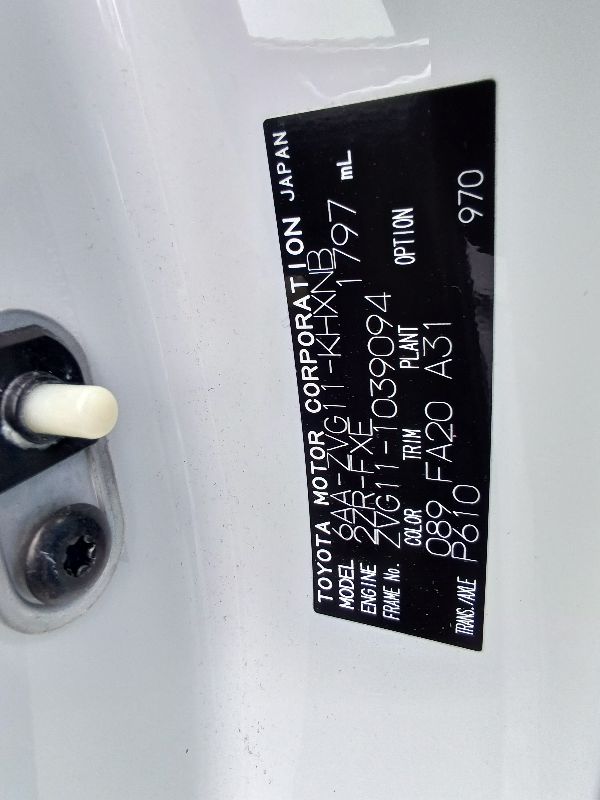 TOYOTA MOTOR CORPORATION JAPAN
MODEL 6AA-ZVG11-KHXNB
ENGINE 2ZR-FXE 1797 mL
FRAME No. ZVG11-1039094
COLOR TRIM PLANT OPTION
089 FA20 A31
TRANS./AXLE P610 970